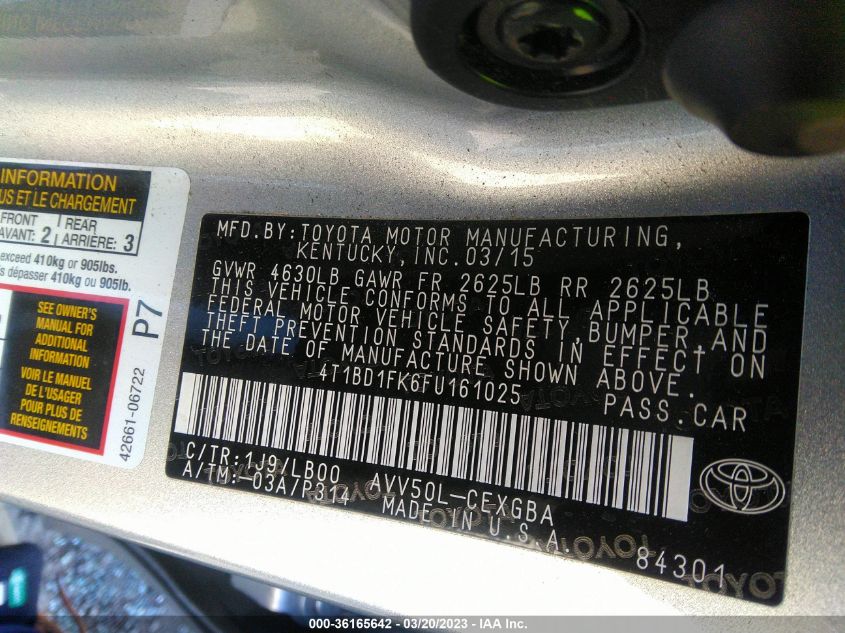 INFORMATION
US ET LE CHARGEMENT
FRONT
AVANT: 2
REAR
ARRIÈRE: 3
exceed 410kg or 905lbs.
s dépasser 410kg ou 905lb.
SEE OWNER'S
MANUAL FOR
ADDITIONAL
INFORMATION
VOIR LE MANUEL
DE L'USAGER
POUR PLUS DE
RENSEIGNEMENTS
P7
42661-06722
MFD.BY:TOYOTA MOTOR MANUFACTURING,
KENTUCKY,INC.03/15
GVWR 4630LB GAWR FR 2625LB RR 2625LB
THIS VEHICLE CONFORMS TO ALL APPLICABLE
FEDERAL MOTOR VEHICLE SAFETY,BUMPER,AND
THEFT PREVENTION STANDARDS IN EFFECT ON
THE DATE OF MANUFACTURE SHOWN ABOVE.
4T1BD1FK6FU161025
PASS.CAR
C/TR:1J9/LB00 AVV50L-CEXGBA
A/TM:-03A/P314 MADE IN U.S.A.
84301
TOYOTA
000 - 36165642 - 03/20/2023 - IAA Inc.